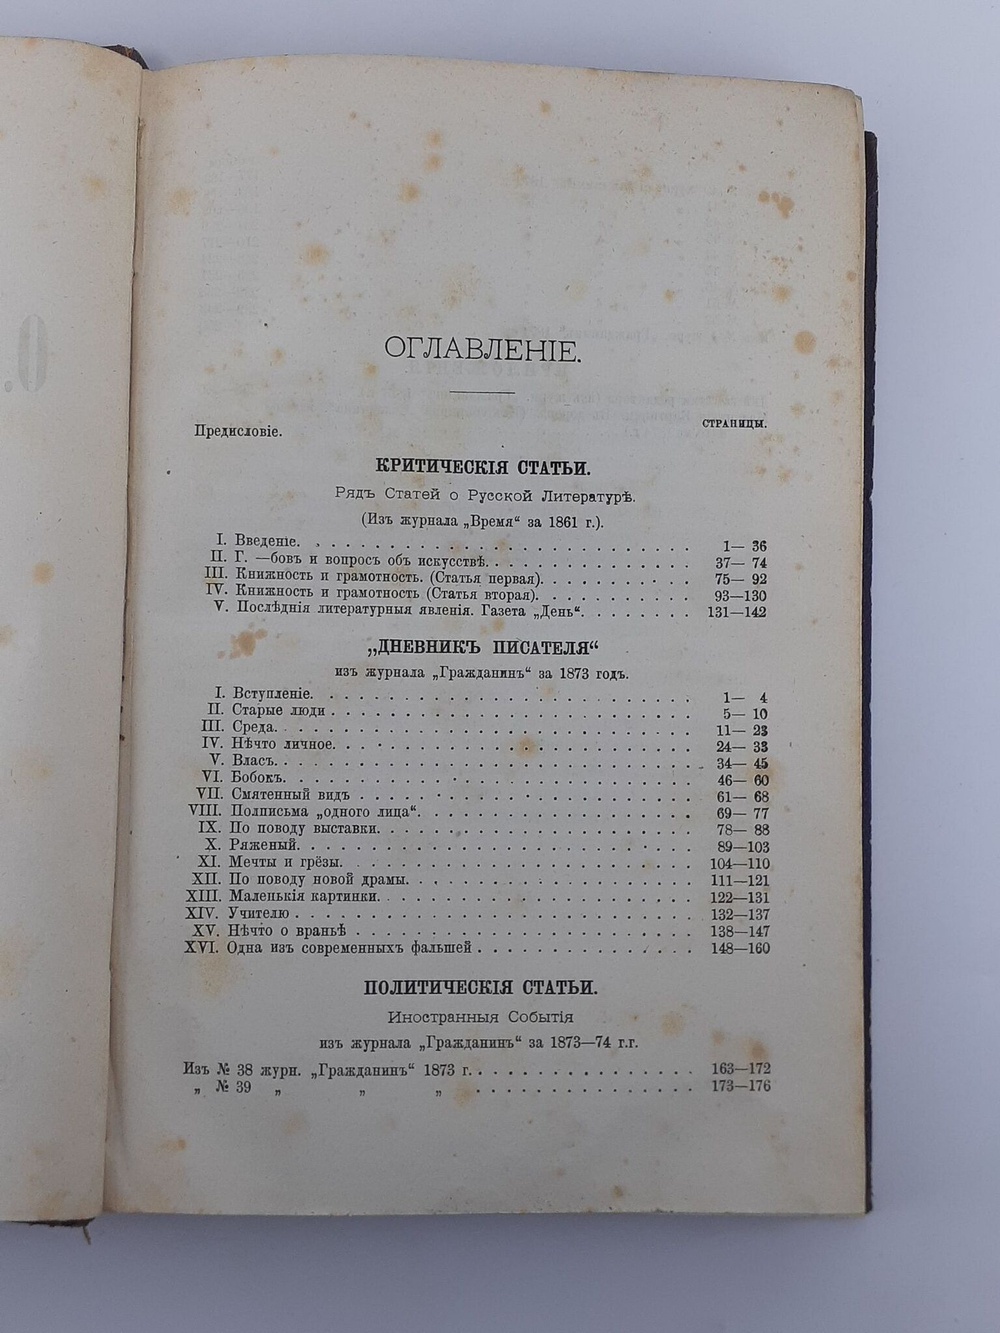 ОГЛАВЛЕНІЕ.
СТРАНИЦЫ.
Предисловіе.
КРИТИЧЕСКІЯ СТАТЬИ.
Рядъ Статей о Русской Литературѣ.
(Изъ журнала „Время“ за 1861 г.).
I. Введеніе. 1— 36
II. Г. —бовъ и вопросъ объ искусствѣ. 37— 74
III. Книжность и грамотность. (Статья первая). 75— 92
IV. Книжность и грамотность (Статья вторая). 93—130
V. Послѣднія литературныя явленія. Газета „День“. 131—142
„ДНЕВНИКЪ ПИСАТЕЛЯ“
изъ журнала „Гражданинъ“ за 1873 годъ.
I. Вступленіе. 1— 4
II. Старые люди 5— 10
III. Среда. 11— 23
IV. Нѣчто личное. 24— 33
V. Власъ. 34— 45
VI. Бобокъ. 46— 60
VII. Смятенный видъ 61— 68
VIII. Полписьма „одного лица“. 69— 77
IX. По поводу выставки. 78— 88
X. Ряженый. 89—103
XI. Мечты и грёзы. 104—110
XII. По поводу новой драмы. 111—121
XIII. Маленькія картинки. 122—131
XIV. Учителю 132—137
XV. Нѣчто о враньѣ 138—147
XVI. Одна изъ современныхъ фальшей 148—160
ПОЛИТИЧЕСКІЯ СТАТЬИ.
Иностранныя Событія
изъ журнала „Гражданинъ“ за 1873—74 г.г.
Изъ № 38 журн. „Гражданинъ“ 1873 г. 163—172
„ № 39 „ „ „ 173—176